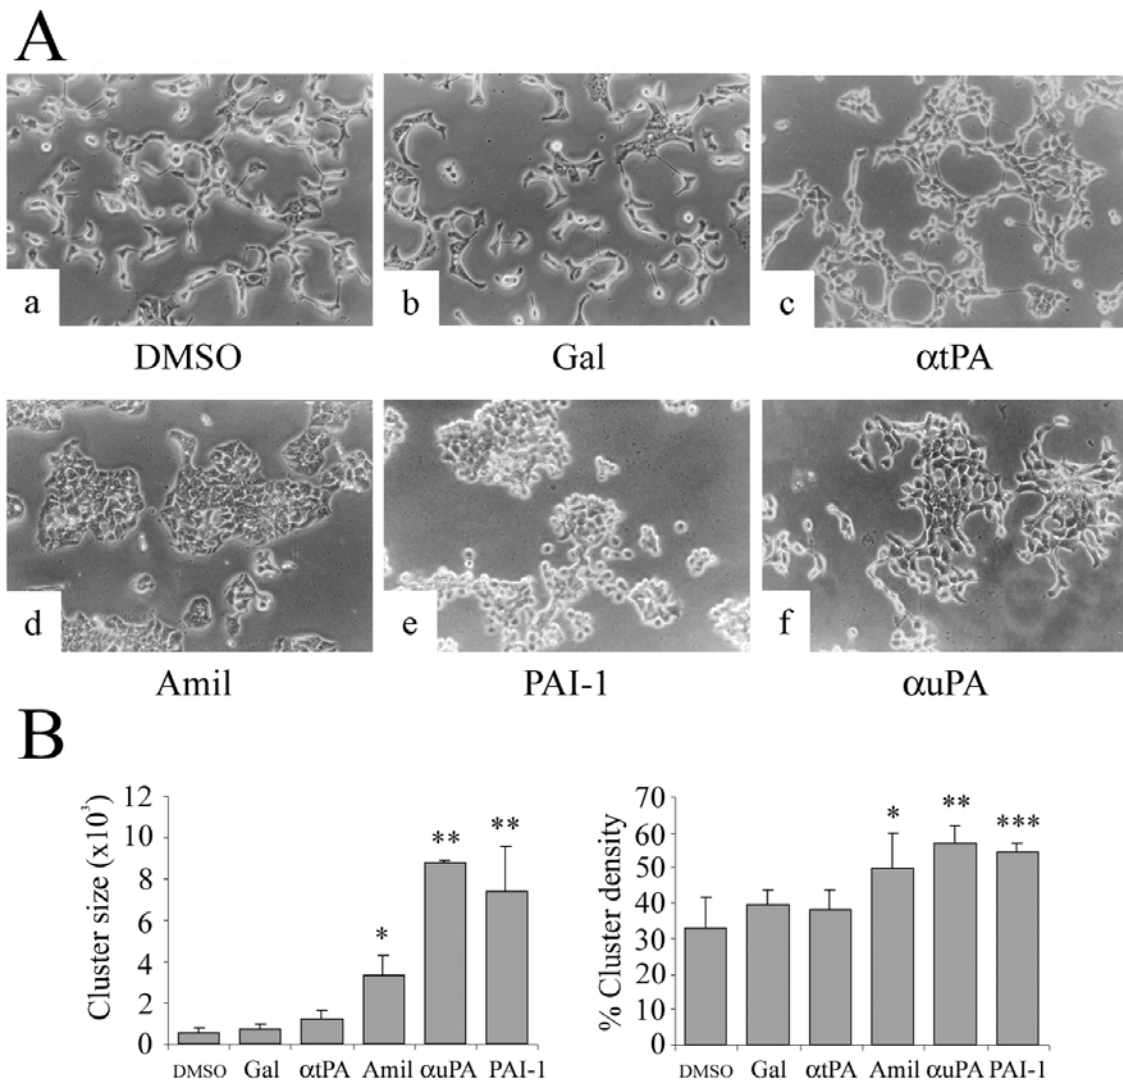 A
a b c
DMSO Gal αtPA
d e f
Amil PAI-1 αuPA
B
12
10
8
6
4
2
0
Cluster size (x10³)
* ** **
DMSO Gal αtPA Amil αuPA PAI-1
70
60
50
40
30
20
10
0
% Cluster density
* ** ***
DMSO Gal αtPA Amil αuPA PAI-1